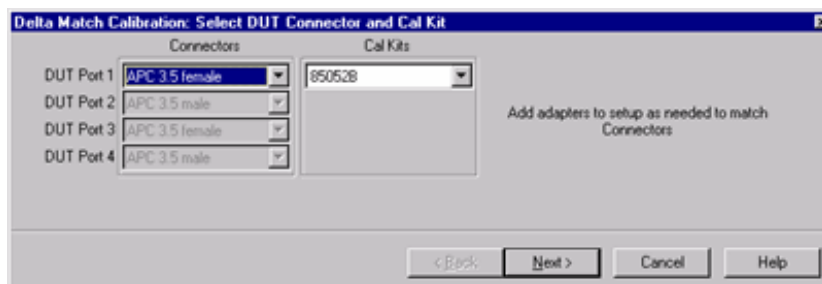 Delta Match Calibration: Select DUT Connector and Cal Kit
Connectors Cal Kits
DUT Port 1 APC 3.5 female 85052B
DUT Port 2 APC 3.5 male
DUT Port 3 APC 3.5 female
DUT Port 4 APC 3.5 male
Add adapters to setup as needed to match
Connectors
< Back Next > Cancel Help